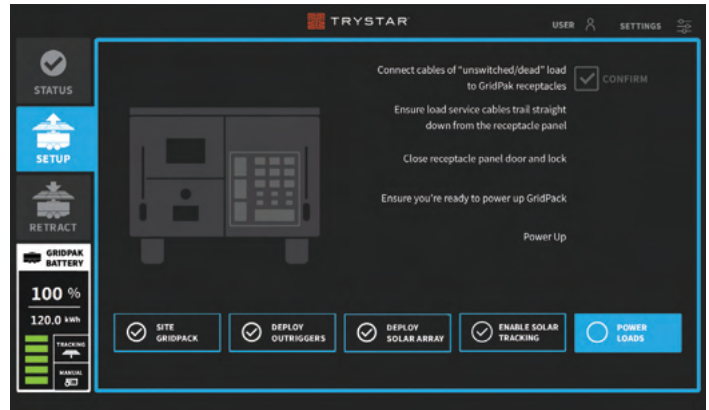 TRYSTAR
USER
SETTINGS
STATUS
SETUP
RETRACT
GRIDPAK
BATTERY
100 %
120.0 kWh
TRACKING
MANUAL
Connect cables of "unswitched/dead" load
to GridPak receptacles
CONFIRM
Ensure load service cables trail straight
down from the receptacle panel
Close receptacle panel door and lock
Ensure you're ready to power up GridPack
Power Up
SITE
GRIDPACK
DEPLOY
OUTRIGGERS
DEPLOY
SOLAR ARRAY
ENABLE SOLAR
TRACKING
POWER
LOADS